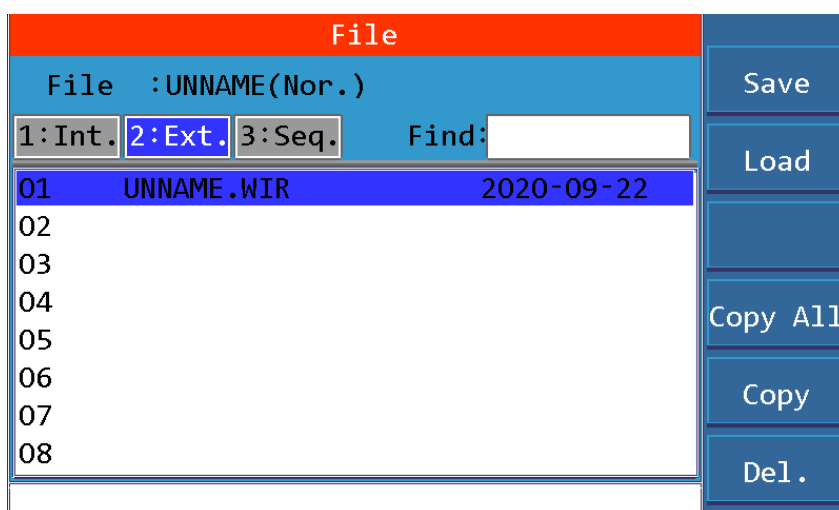 File
File :UNNAME(Nor.)
1:Int. 2:Ext. 3:Seq. Find:
01 UNNAME.WIR 2020-09-22
02
03
04
05
06
07
08
Save
Load
Copy All
Copy
Del.